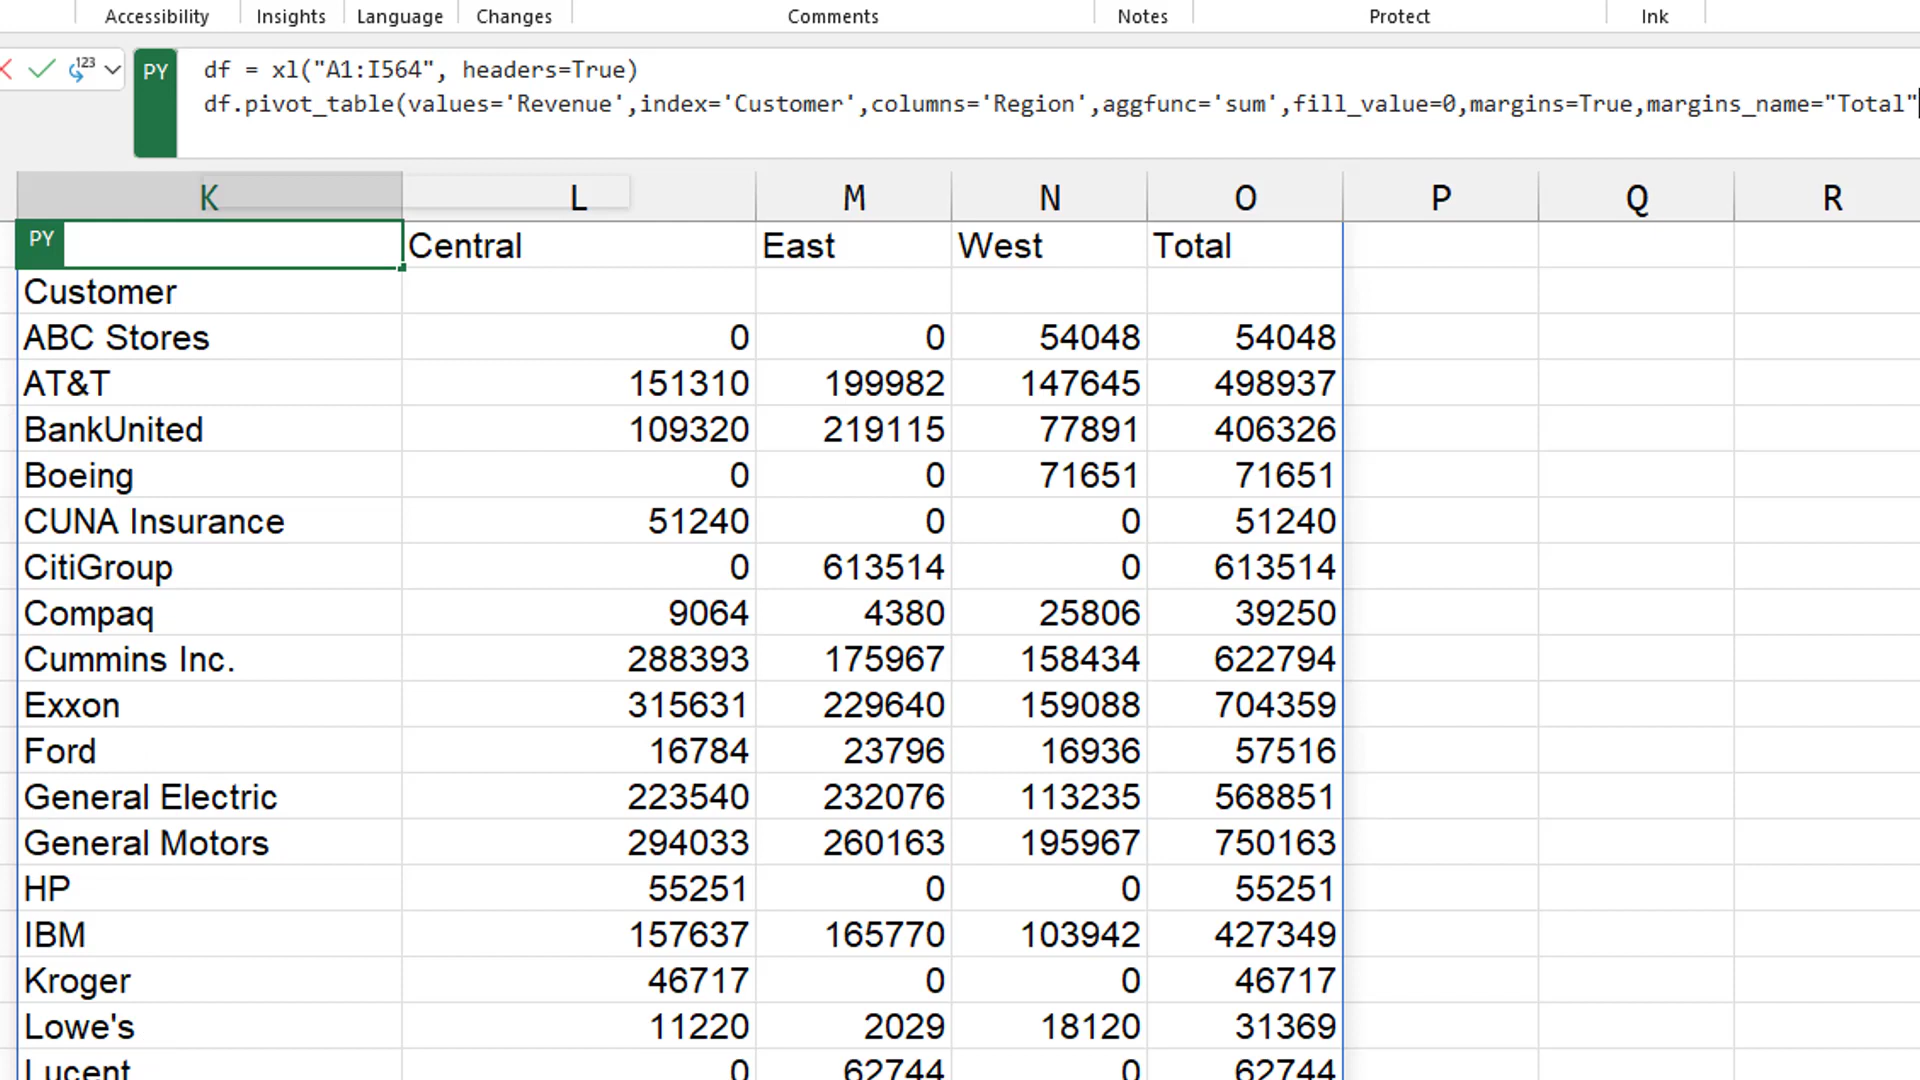 Accessibility Insights Language Changes Comments Notes Protect Ink
123
PY df = xl("A1:I564", headers=True)
df.pivot_table(values='Revenue',index='Customer',columns='Region',aggfunc='sum',fill_value=0,margins=True,margins_name="Total"
K L M N O P Q R
PY Central East West Total
Customer
ABC Stores 0 0 54048 54048
AT&T 151310 199982 147645 498937
BankUnited 109320 219115 77891 406326
Boeing 0 0 71651 71651
CUNA Insurance 51240 0 0 51240
CitiGroup 0 613514 0 613514
Compaq 9064 4380 25806 39250
Cummins Inc. 288393 175967 158434 622794
Exxon 315631 229640 159088 704359
Ford 16784 23796 16936 57516
General Electric 223540 232076 113235 568851
General Motors 294033 260163 195967 750163
HP 55251 0 0 55251
IBM 157637 165770 103942 427349
Kroger 46717 0 0 46717
Lowe's 11220 2029 18120 31369
Lucent 0 62744 0 62744